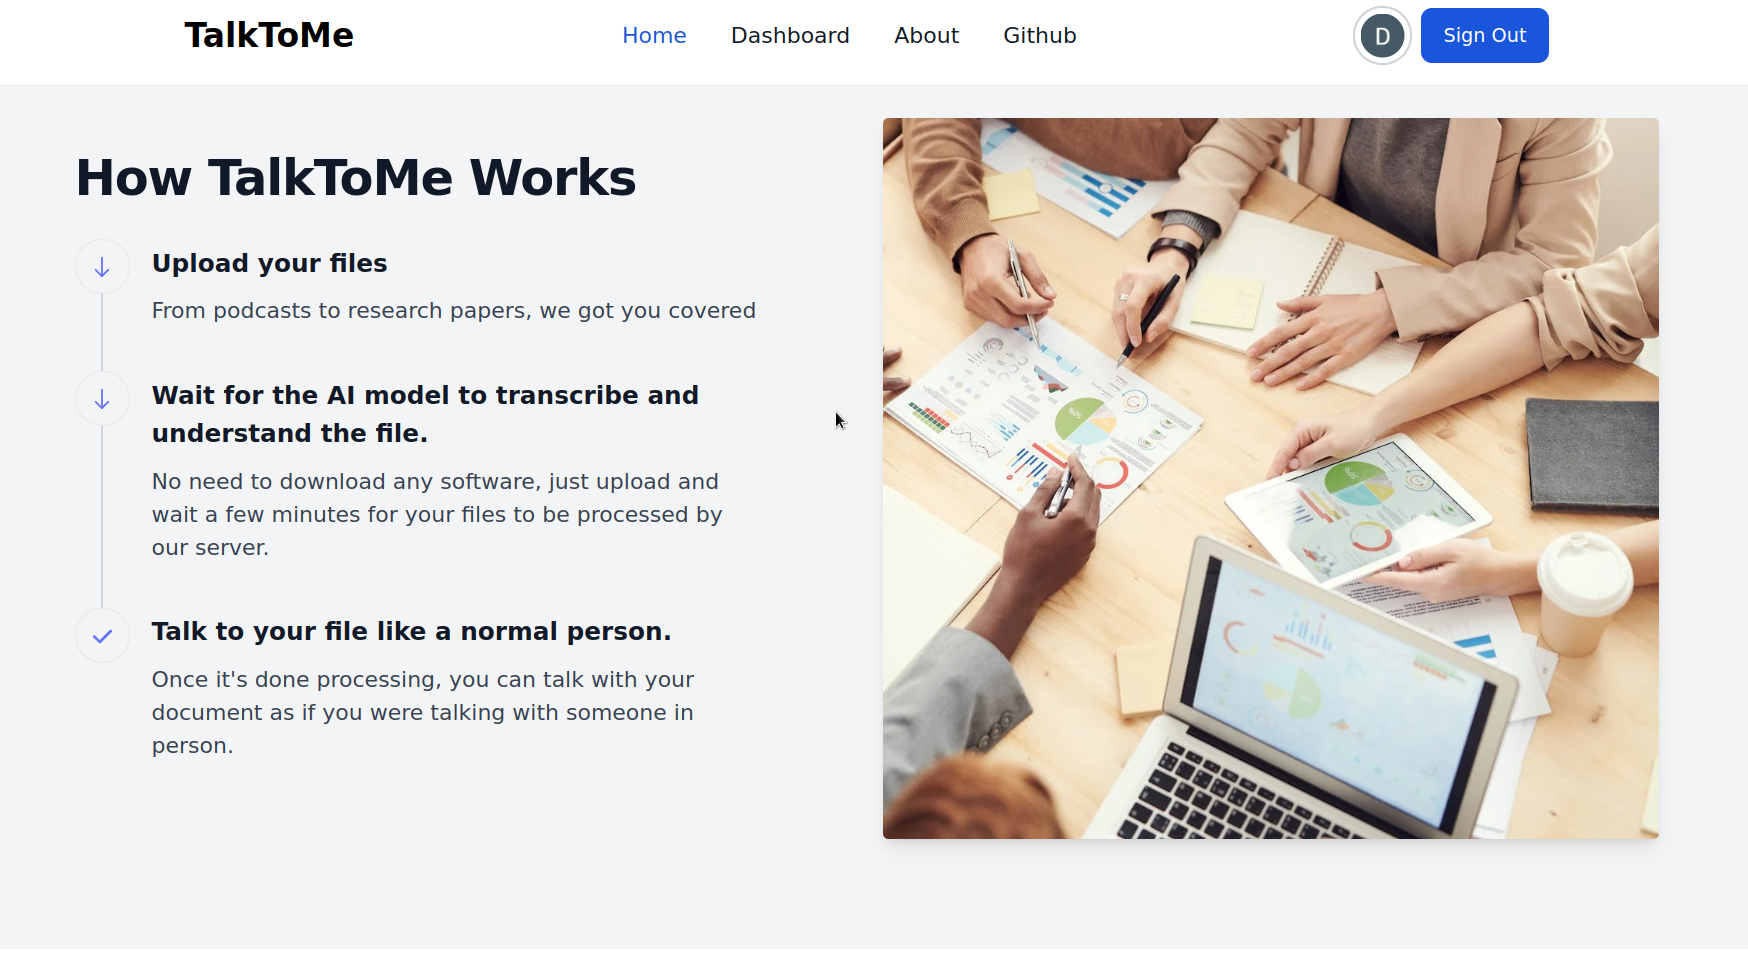 TalkToMe
Home
Dashboard
About
Github
D
Sign Out
How TalkToMe Works
Upload your files
From podcasts to research papers, we got you covered
Wait for the AI model to transcribe and
understand the file.
No need to download any software, just upload and
wait a few minutes for your files to be processed by
our server.
Talk to your file like a normal person.
Once it's done processing, you can talk with your
document as if you were talking with someone in
person.
50%
50%